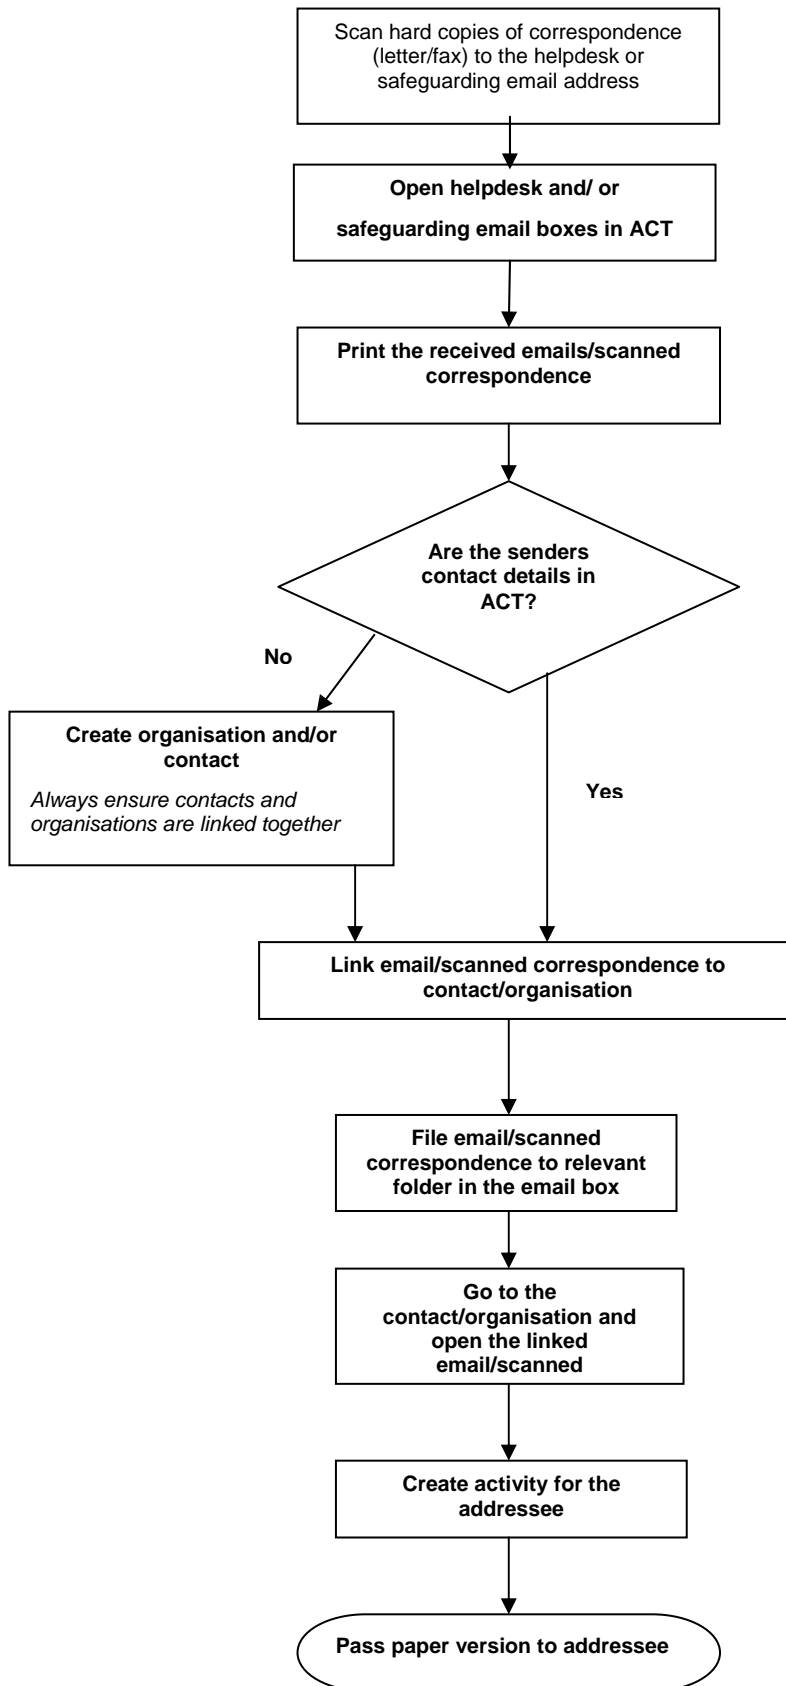 Scan hard copies of correspondence
(letter/fax) to the helpdesk or
safeguarding email address
Open helpdesk and/ or
safeguarding email boxes in ACT
Print the received emails/scanned
correspondence
Are the senders
contact details in
ACT?
No
Create organisation and/or
contact
Always ensure contacts and
organisations are linked together
Yes
Link email/scanned correspondence to
contact/organisation
File email/scanned
correspondence to relevant
folder in the email box
Go to the
contact/organisation and
open the linked
email/scanned
Create activity for the
addressee
Pass paper version to addressee